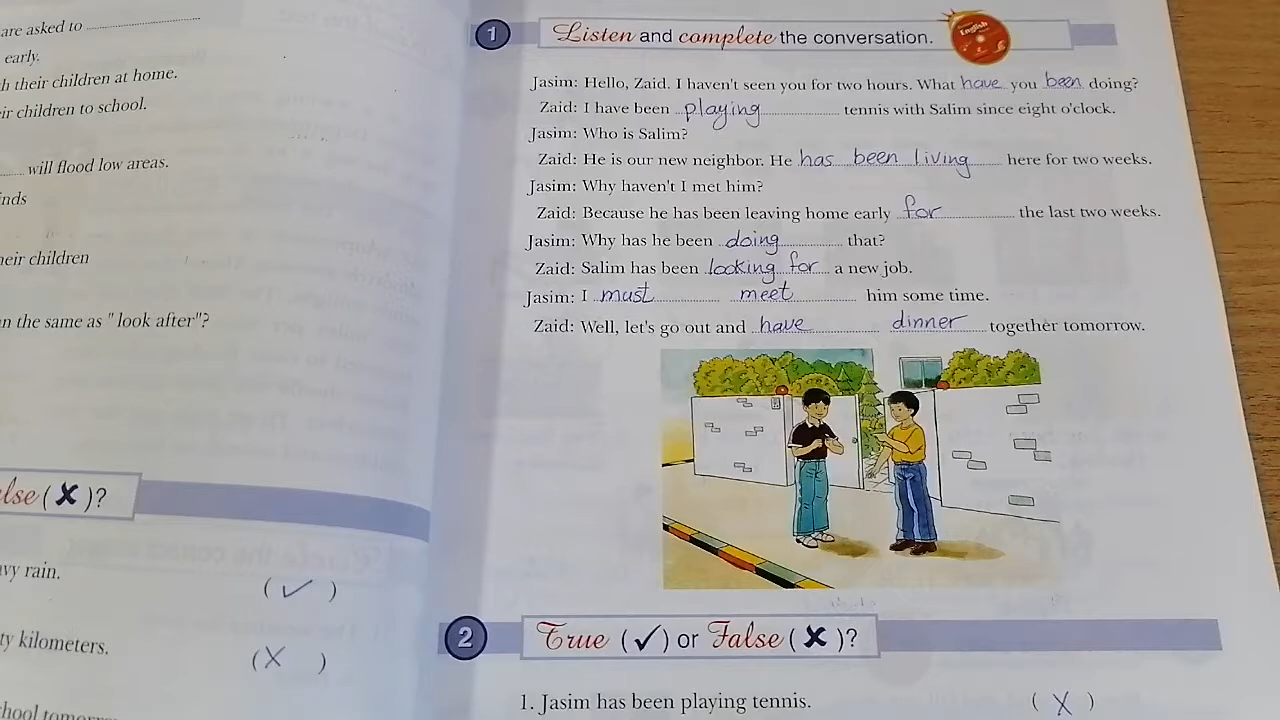 are asked to
early.
h their children at home.
ir children to school.
will flood low areas.
nds
heir children
n the same as " look after"?
lse (✗)?
vy rain. (✓)
ty kilometers. (X)
1 Listen and complete the conversation.
English
Jasim: Hello, Zaid. I haven't seen you for two hours. What have you been doing?
Zaid: I have been playing tennis with Salim since eight o'clock.
Jasim: Who is Salim?
Zaid: He is our new neighbor. He has been living here for two weeks.
Jasim: Why haven't I met him?
Zaid: Because he has been leaving home early for the last two weeks.
Jasim: Why has he been doing that?
Zaid: Salim has been looking for a new job.
Jasim: I must meet him some time.
Zaid: Well, let's go out and have dinner together tomorrow.
2 True (✓) or False (✗)?
1. Jasim has been playing tennis. (X)